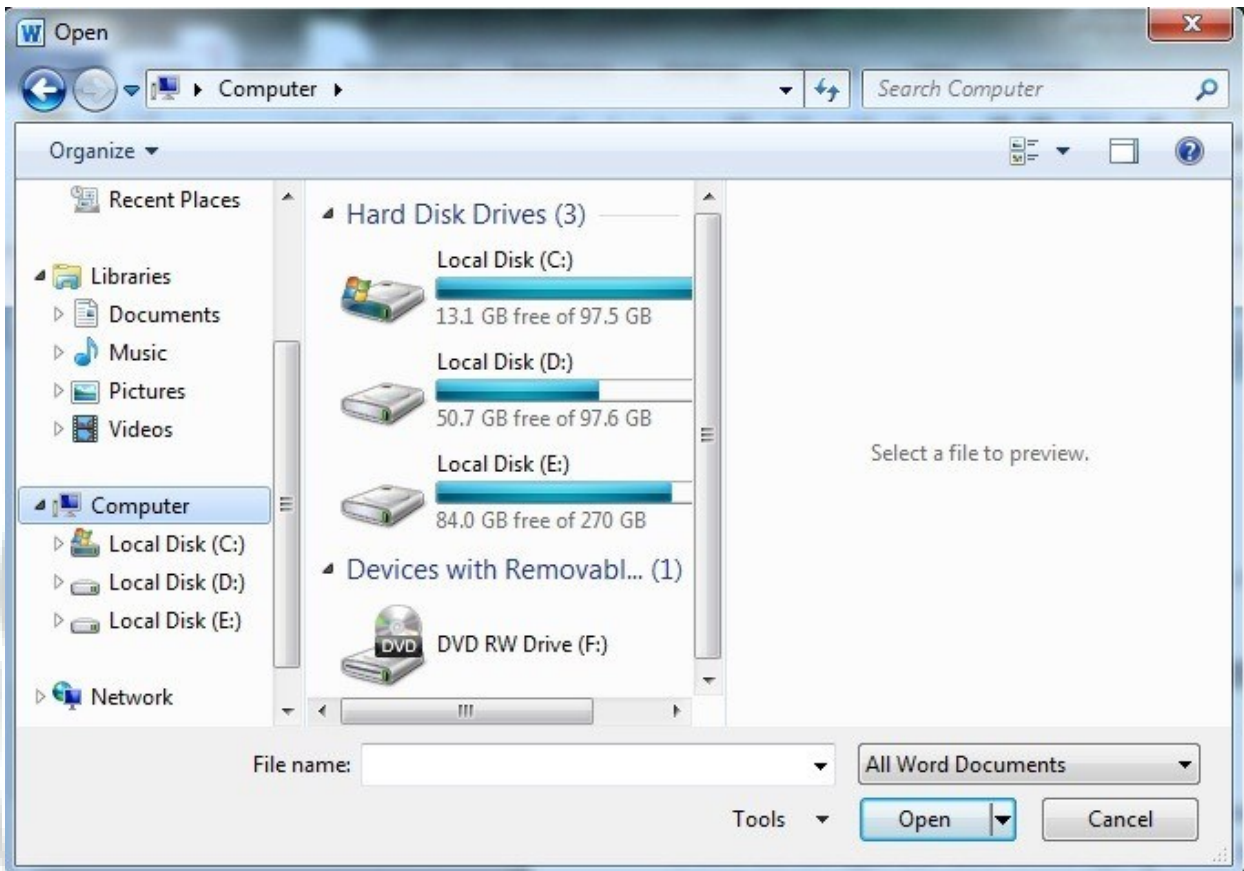 Open
Computer
Search Computer
Organize
Recent Places
Libraries
Documents
Music
Pictures
Videos
Computer
Local Disk (C:)
Local Disk (D:)
Local Disk (E:)
Network
Hard Disk Drives (3)
Local Disk (C:)
13.1 GB free of 97.5 GB
Local Disk (D:)
50.7 GB free of 97.6 GB
Local Disk (E:)
84.0 GB free of 270 GB
Devices with Removabl... (1)
DVD
DVD RW Drive (F:)
Select a file to preview.
File name:
All Word Documents
Tools
Open
Cancel